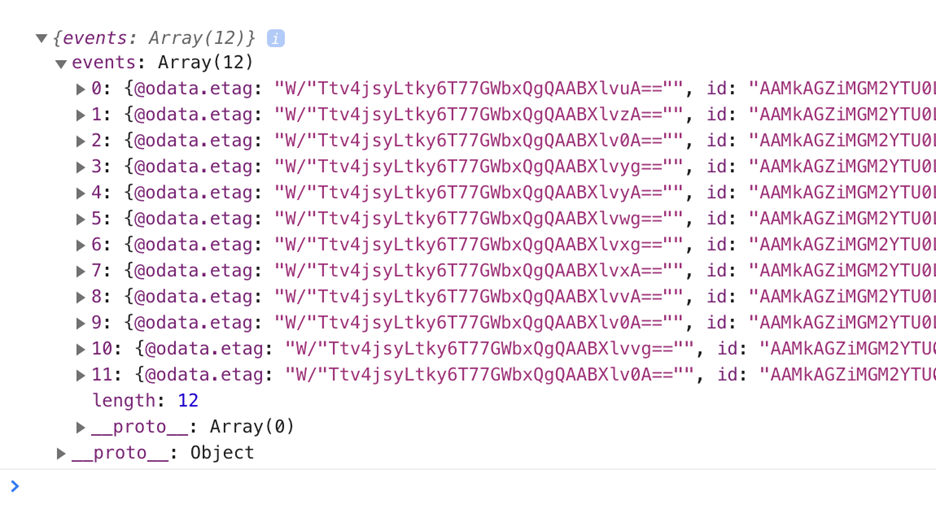 {events: Array(12)} i
events: Array(12)
0: {@odata.etag: "W/"Ttv4jsyLtky6T77GWbxQgQAABXlvuA=="", id: "AAMkAGZiMGM2YTU0
1: {@odata.etag: "W/"Ttv4jsyLtky6T77GWbxQgQAABXlvzA=="", id: "AAMkAGZiMGM2YTU0
2: {@odata.etag: "W/"Ttv4jsyLtky6T77GWbxQgQAABXlv0A=="", id: "AAMkAGZiMGM2YTU0
3: {@odata.etag: "W/"Ttv4jsyLtky6T77GWbxQgQAABXlvyg=="", id: "AAMkAGZiMGM2YTU0
4: {@odata.etag: "W/"Ttv4jsyLtky6T77GWbxQgQAABXlvyA=="", id: "AAMkAGZiMGM2YTU0
5: {@odata.etag: "W/"Ttv4jsyLtky6T77GWbxQgQAABXlvwg=="", id: "AAMkAGZiMGM2YTU0
6: {@odata.etag: "W/"Ttv4jsyLtky6T77GWbxQgQAABXlvxg=="", id: "AAMkAGZiMGM2YTU0
7: {@odata.etag: "W/"Ttv4jsyLtky6T77GWbxQgQAABXlvxA=="", id: "AAMkAGZiMGM2YTU0
8: {@odata.etag: "W/"Ttv4jsyLtky6T77GWbxQgQAABXlvvA=="", id: "AAMkAGZiMGM2YTU0
9: {@odata.etag: "W/"Ttv4jsyLtky6T77GWbxQgQAABXlv0A=="", id: "AAMkAGZiMGM2YTU0
10: {@odata.etag: "W/"Ttv4jsyLtky6T77GWbxQgQAABXlvvg=="", id: "AAMkAGZiMGM2YTU
11: {@odata.etag: "W/"Ttv4jsyLtky6T77GWbxQgQAABXlv0A=="", id: "AAMkAGZiMGM2YTU
length: 12
__proto__: Array(0)
__proto__: Object